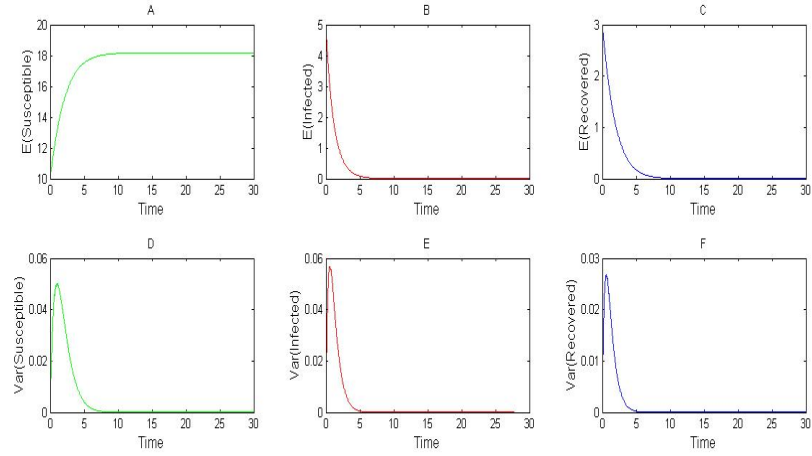 A
20
18
16
14
12
10
E(Susceptible)
0 5 10 15 20 25 30
Time
B
5
4
3
2
1
0
E(Infected)
0 5 10 15 20 25 30
Time
C
3
2
1
0
E(Recovered)
0 5 10 15 20 25 30
Time
D
0.06
0.04
0.02
0
Var(Susceptible)
0 5 10 15 20 25 30
Time
E
0.06
0.04
0.02
0
Var(Infected)
0 5 10 15 20 25 30
Time
F
0.03
0.02
0.01
0
Var(Recovered)
0 5 10 15 20 25 30
Time